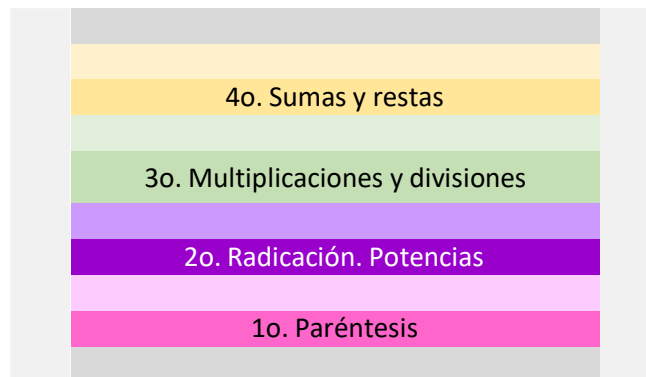 4o. Sumas y restas
3o. Multiplicaciones y divisiones
2o. Radicación. Potencias
1o. Paréntesis